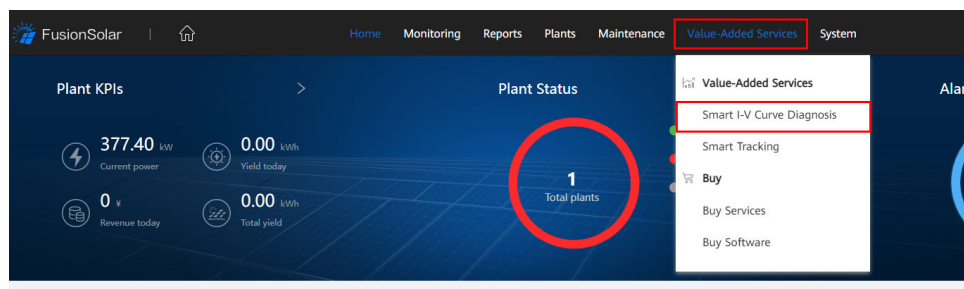 FusionSolar
Home Monitoring Reports Plants Maintenance Value-Added Services System
Plant KPIs >
377.40 kW
Current power
0.00 kWh
Yield today
0 ¥
Revenue today
0.00 kWh
Total yield
Plant Status
1
Total plants
Value-Added Services
Smart I-V Curve Diagnosis
Smart Tracking
Buy
Buy Services
Buy Software